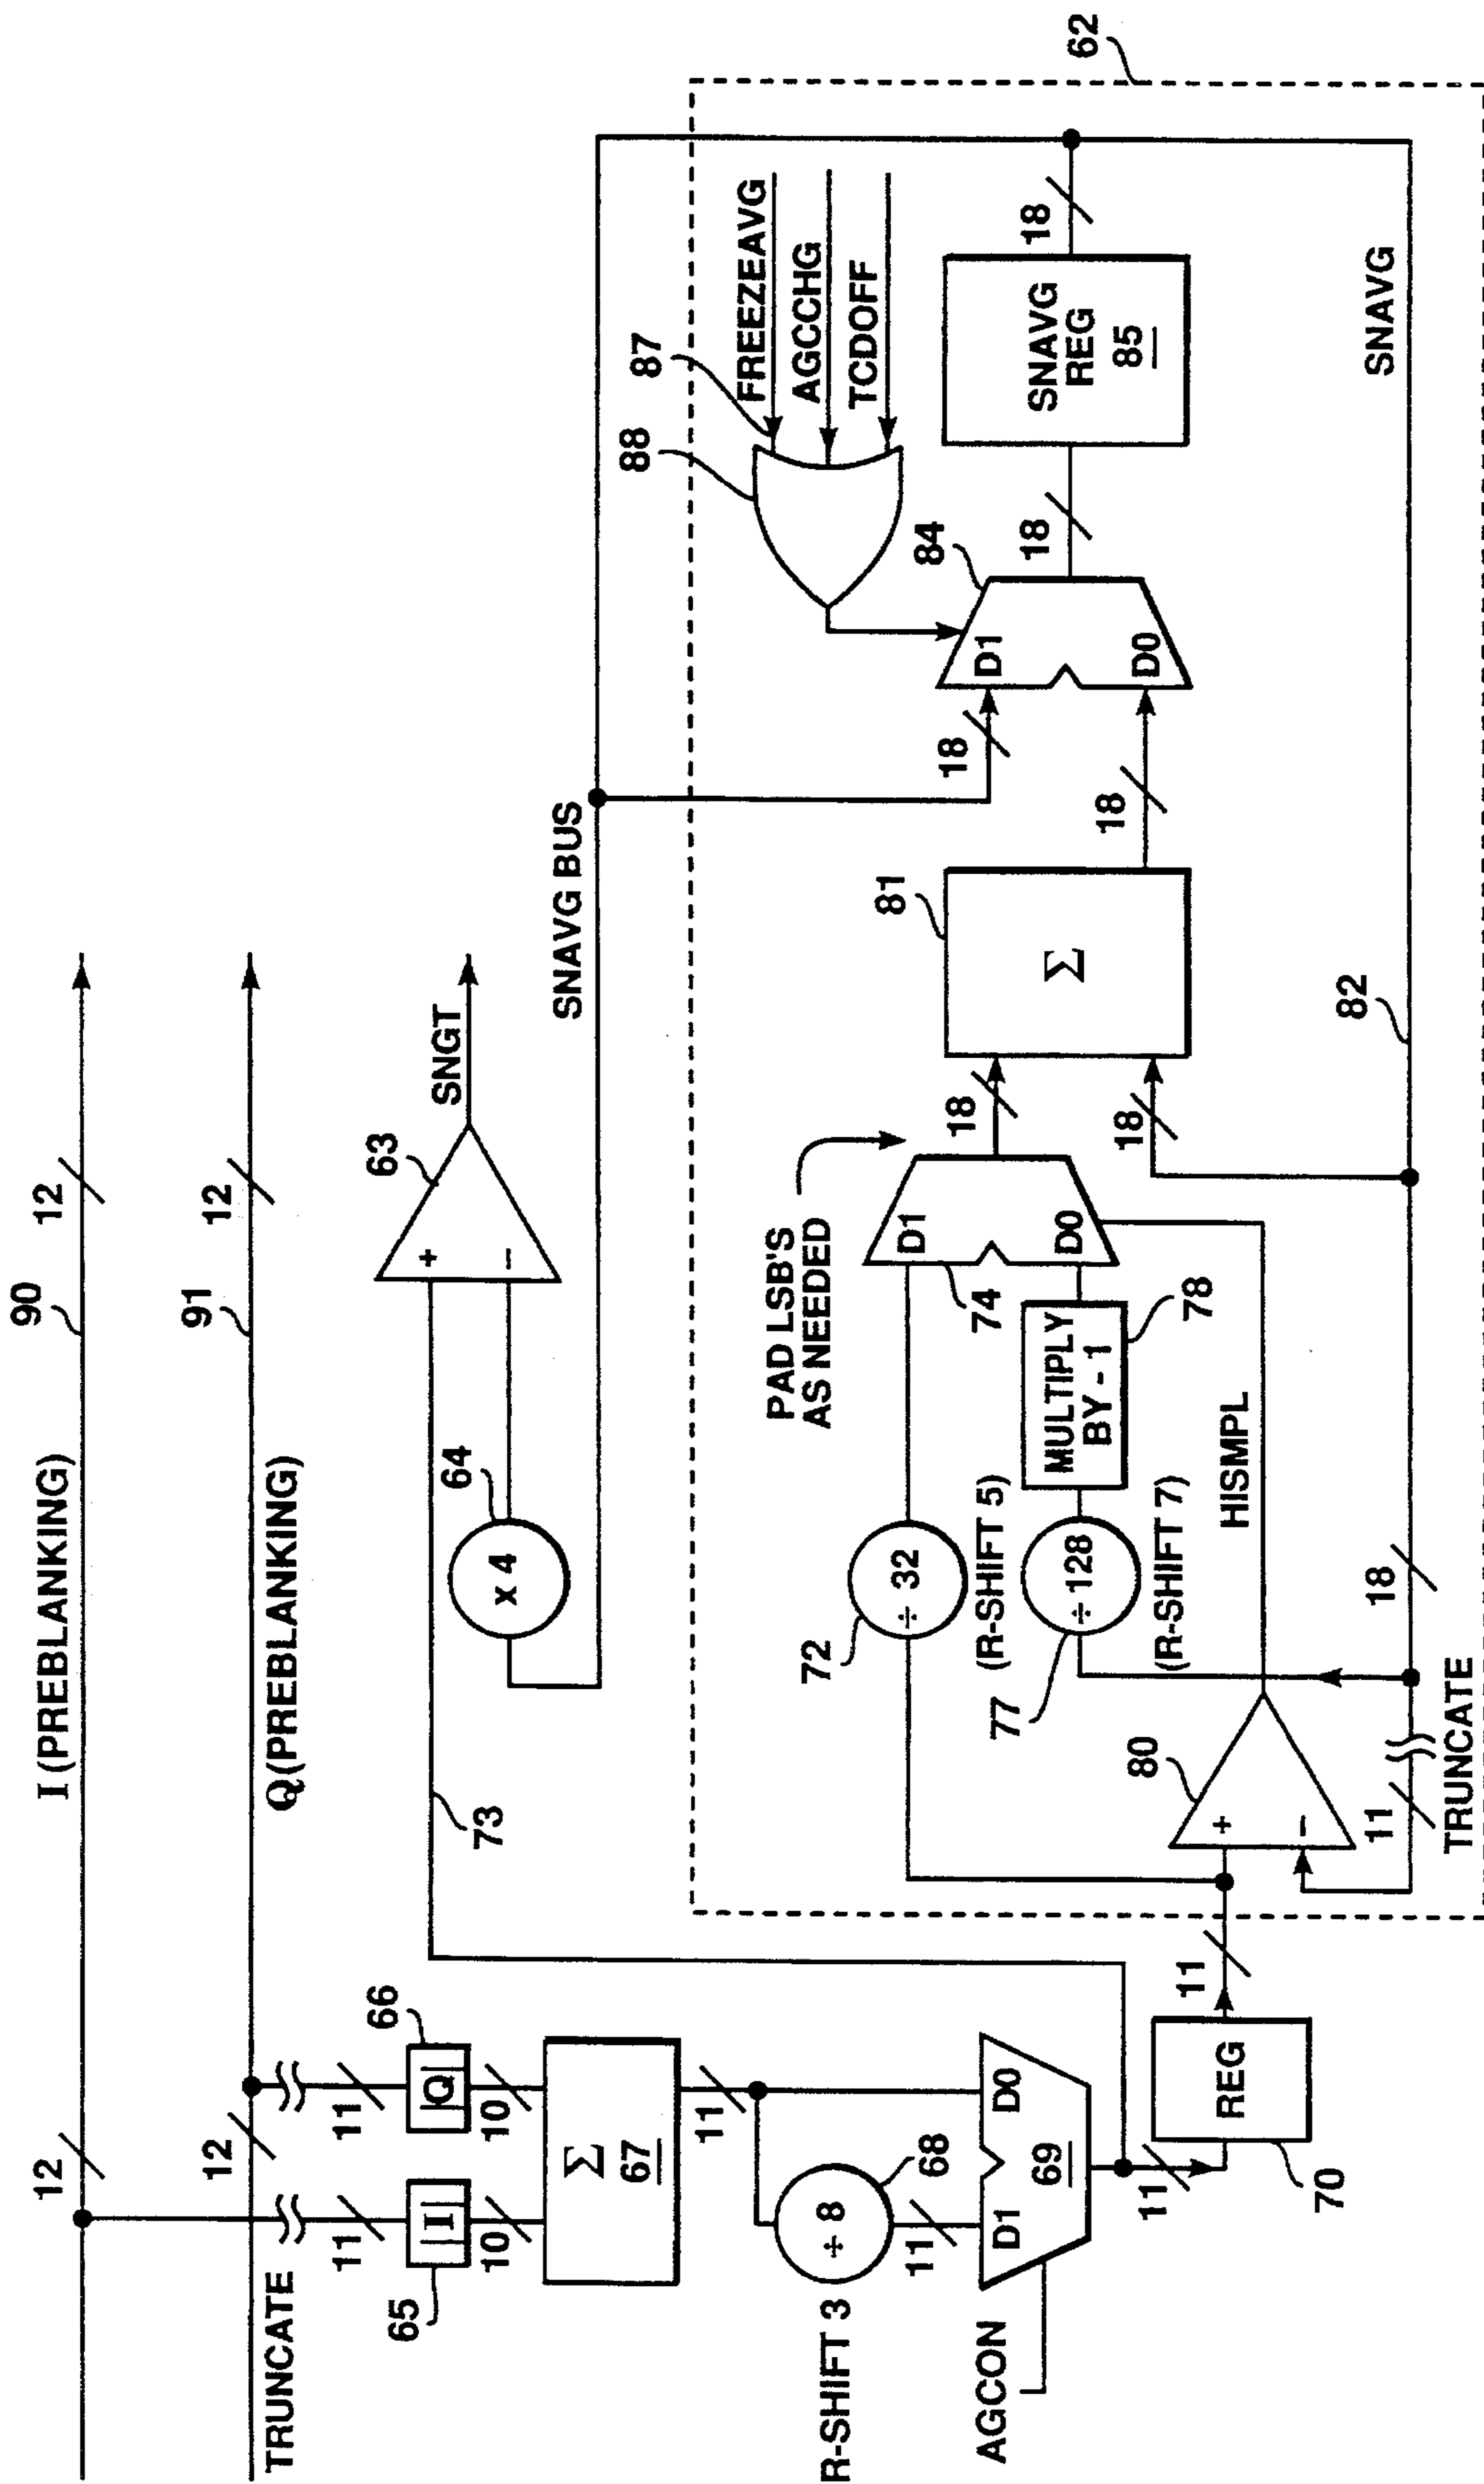 I (PREBLANKING)
90
12
12
Q(PREBLANKING)
91
12
12
TRUNCATE
11
11
65
|I|
66
|Q|
10
10
Σ
67
11
R-SHIFT 3
÷ 8
68
11
D1
D0
69
AGCON
11
REG
70
11
73
x 4
64
+
–
63
SNGT
SNAVG BUS
62
÷ 32
72
(R-SHIFT 5)
÷ 128
77
(R-SHIFT 7)
MULTIPLY
BY - 1
78
HISMPL
+
–
80
11
TRUNCATE
18
PAD LSB'S
AS NEEDED
D1
D0
74
18
18
Σ
81
18
18
D1
D0
84
18
88
87
FREEZEAVG
AGCCHG
TCDOFF
SNAVG
REG
85
18
82
SNAVG